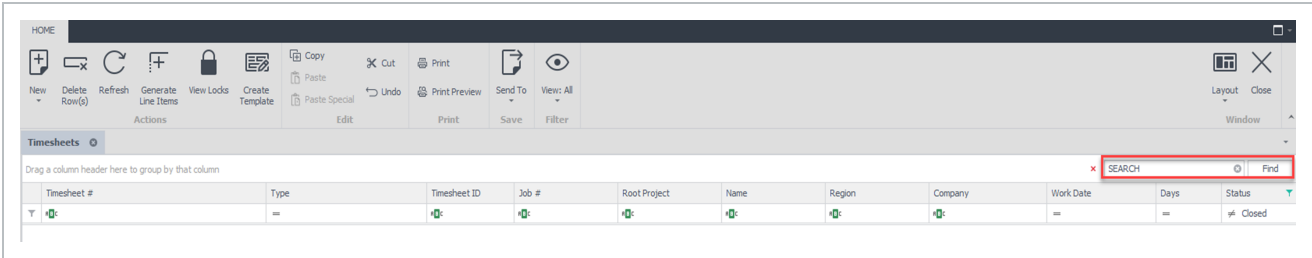 HOME
New
Delete Row(s)
Refresh
Generate Line Items
View Locks
Create Template
Actions
Copy
Paste
Paste Special
Cut
Undo
Edit
Print
Print Preview
Print
Send To
Save
View: All
Filter
Layout
Close
Window
Timesheets
Drag a column header here to group by that column
SEARCH
Find
Timesheet # Type Timesheet ID Job # Root Project Name Region Company Work Date Days Status
= = = ≠ Closed